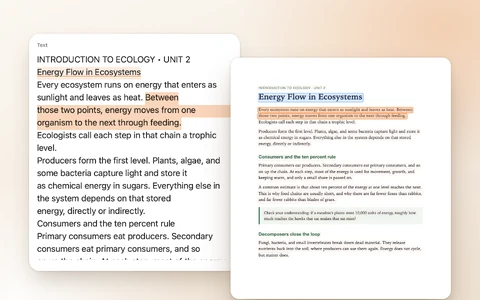 Text
INTRODUCTION TO ECOLOGY • UNIT 2
Energy Flow in Ecosystems
Every ecosystem runs on energy that enters as
sunlight and leaves as heat. Between
those two points, energy moves from one
organism to the next through feeding.
Ecologists call each step in that chain a trophic
level.
Producers form the first level. Plants, algae, and
some bacteria capture light and store it
as chemical energy in sugars. Everything else in
the system depends on that stored
energy, directly or indirectly.
Consumers and the ten percent rule
Primary consumers eat producers. Secondary
consumers eat primary consumers, and so
INTRODUCTION TO ECOLOGY • UNIT 2
Energy Flow in Ecosystems
Every ecosystem runs on energy that enters as sunlight and leaves as heat. Between
those two points, energy moves from one organism to the next through feeding.
Ecologists call each step in that chain a trophic level.
Producers form the first level. Plants, algae, and some bacteria capture light and store it
as chemical energy in sugars. Everything else in the system depends on that stored
energy, directly or indirectly.
Consumers and the ten percent rule
Primary consumers eat producers. Secondary consumers eat primary consumers, and so
on up the chain. At each step, most of the energy is used for movement, growth, and
keeping warm, and only a small share is passed on.
A common estimate is that about ten percent of the energy at one level reaches the next.
This is why food chains are usually short, and why there are far fewer foxes than rabbits,
and far fewer rabbits than blades of grass.
Check your understanding: if a meadow's plants store 10,000 units of energy, roughly how
much reaches the hawks that eat snakes that eat mice?
Decomposers close the loop
Fungi, bacteria, and small invertebrates break down dead material. They release
nutrients back into the soil, where producers can use them again. Energy does not cycle,
but matter does.